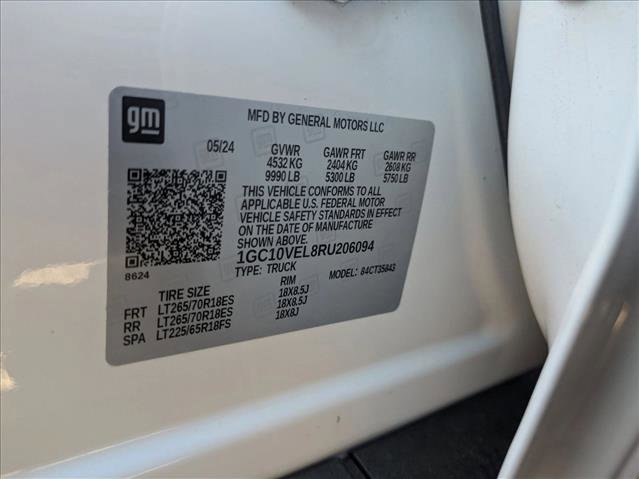 gm
MFD BY GENERAL MOTORS LLC
05/24 GVWR GAWR FRT GAWR RR
4532 KG 2404 KG 2608 KG
9990 LB 5300 LB 5750 LB
THIS VEHICLE CONFORMS TO ALL
APPLICABLE U.S. FEDERAL MOTOR
VEHICLE SAFETY STANDARDS IN EFFECT
ON THE DATE OF MANUFACTURE
SHOWN ABOVE.
8624 1GC10VEL8RU206094
TYPE: TRUCK MODEL: 84CT35843
TIRE SIZE RIM
FRT LT265/70R18ES 18X8.5J
RR LT265/70R18ES 18X8.5J
SPA LT225/65R18FS 18X8J